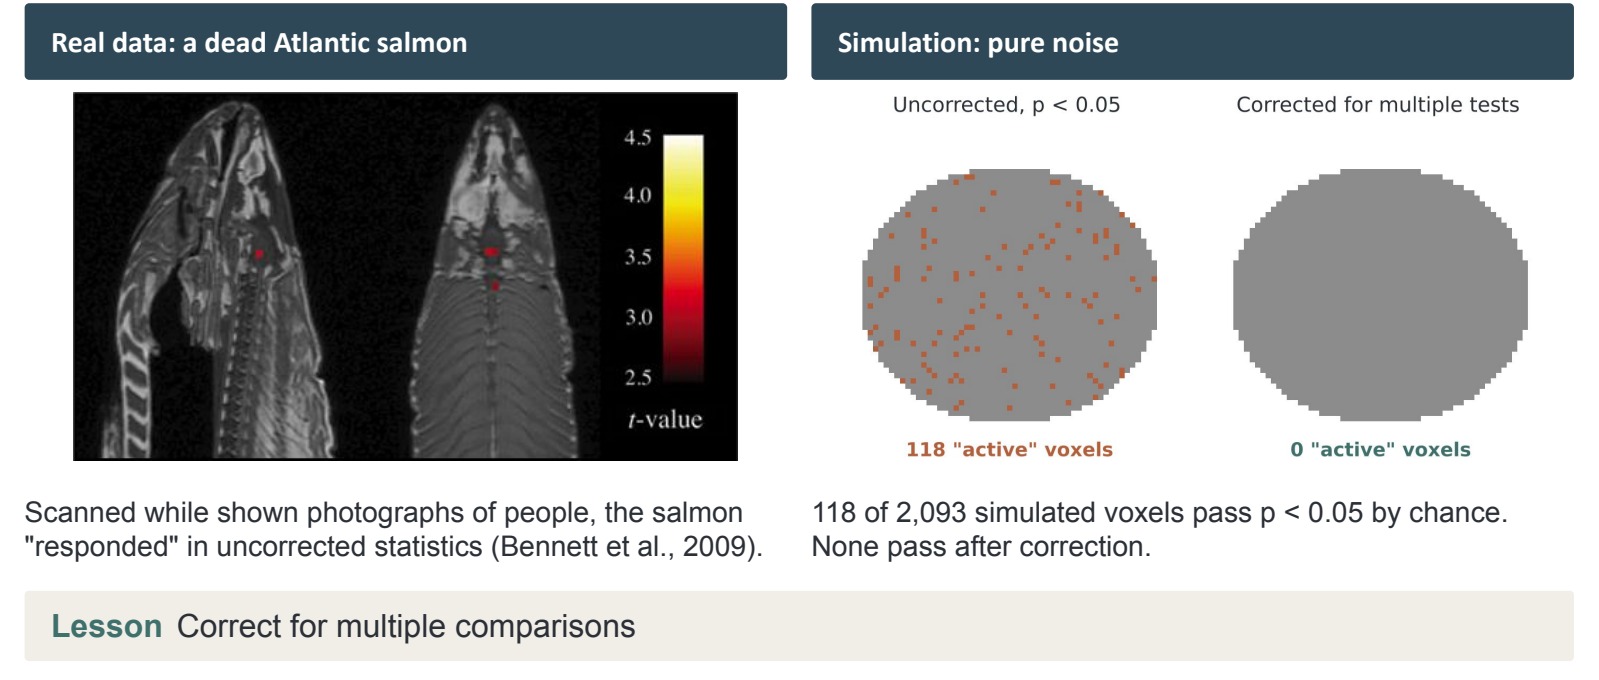 Real data: a dead Atlantic salmon
4.5
4.0
3.5
3.0
2.5
t-value
Scanned while shown photographs of people, the salmon
"responded" in uncorrected statistics (Bennett et al., 2009).
Simulation: pure noise
Uncorrected, p < 0.05
Corrected for multiple tests
118 "active" voxels
0 "active" voxels
118 of 2,093 simulated voxels pass p < 0.05 by chance.
None pass after correction.
Lesson Correct for multiple comparisons